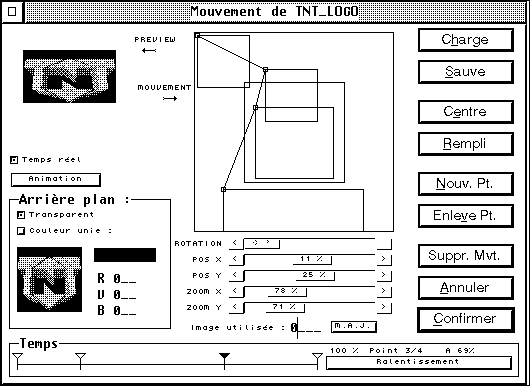 Mouvement de TNT_LOGO
PREVIEW
MOUVEMENT
Charge
Sauve
Centre
Rempli
Nouv. Pt.
Enleve Pt.
Suppr. Mvt.
Annuler
Confirmer
Temps réel
Animation
Arrière plan :
Transparent
Couleur unie :
R 0__
V 0__
B 0__
ROTATION < >
POS X < 11 % >
POS Y < 25 % >
ZOOM X < 78 % >
ZOOM Y < 71 % >
Image utilisée : 0___ M.A.J.
Temps
100 % Point 3/4 A 69%
Ralentissement